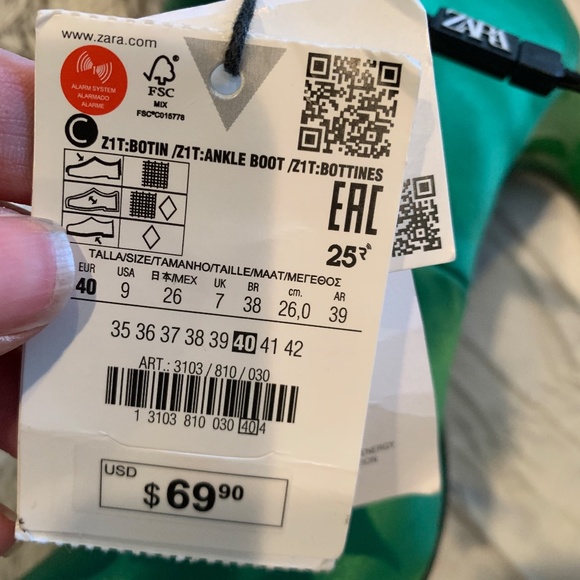 www.zara.com
ZARA
ALARM SYSTEM
ALARMADO
ALARME
FSC
MIX
FSC®C015778
C Z1T:BOTIN /Z1T:ANKLE BOOT /Z1T:BOTTINES
EAC
25
TALLA/SIZE/TAMANHO/TAILLE/MAAT/ΜΕΓΕΘΟΣ
EUR USA 日本/MEX UK BR cm. AR
40 9 26 7 38 26,0 39
35 36 37 38 39 40 41 42
ART.: 3103 / 810 / 030
1 3103 810 030 40 4
USD
$ 69 90